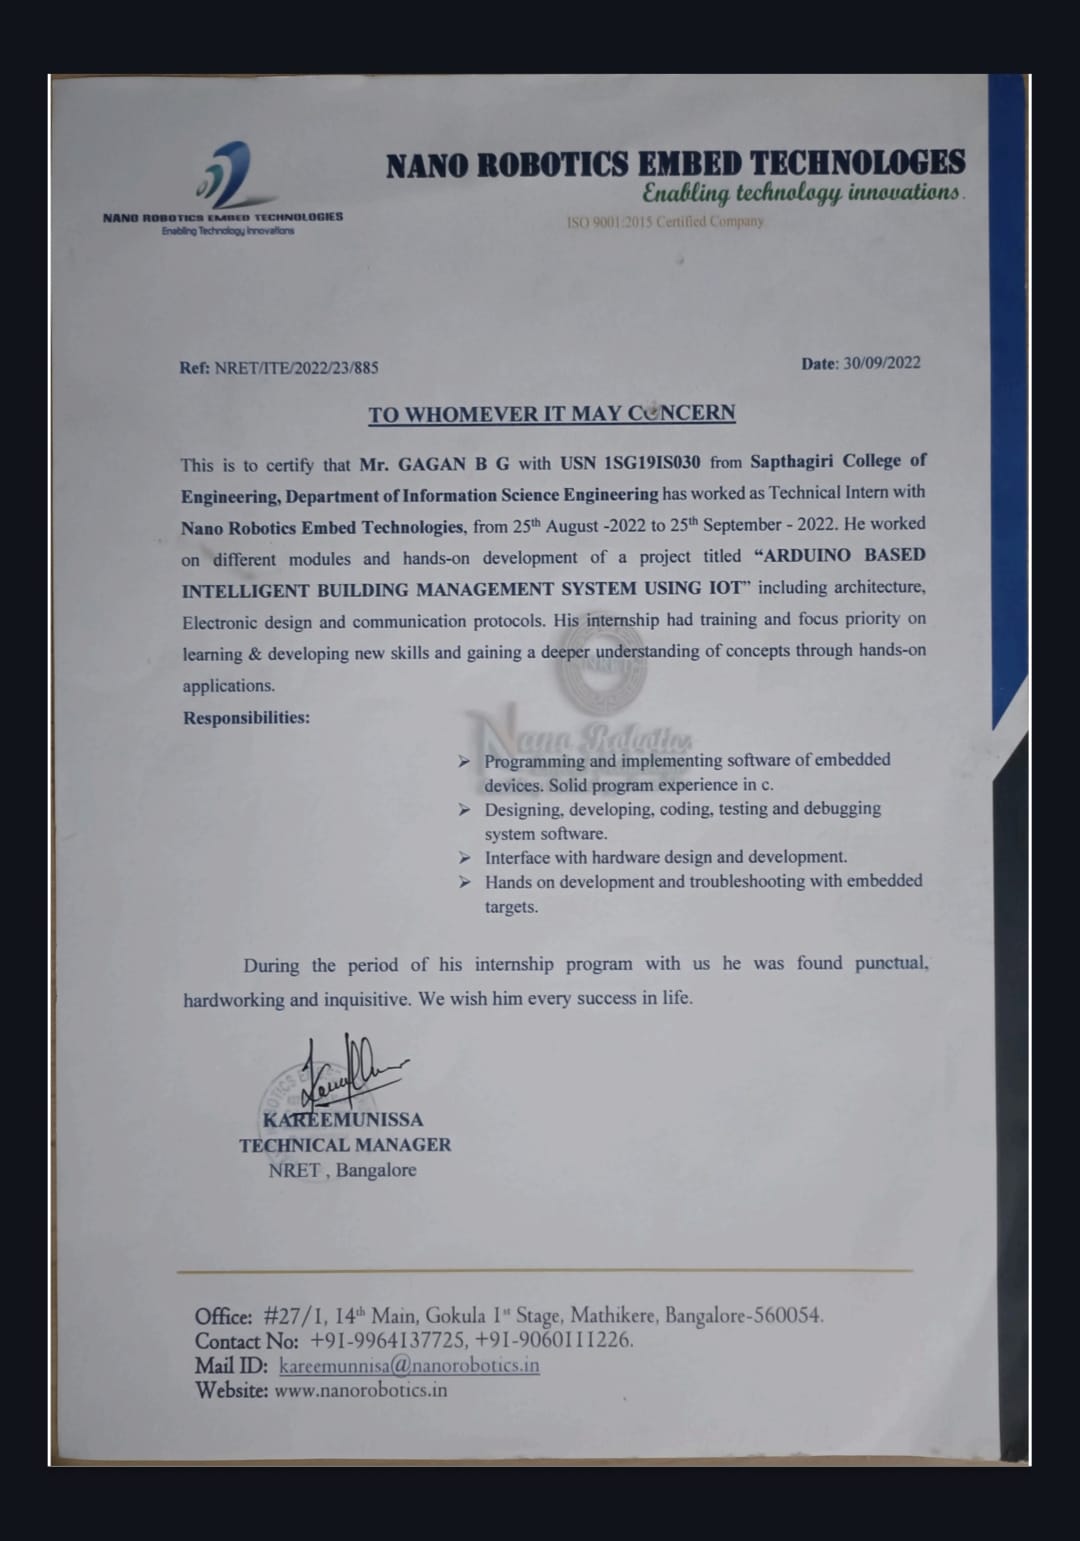 NANO ROBOTICS EMBED TECHNOLOGIES
Enabling Technology Innovations
NANO ROBOTICS EMBED TECHNOLOGES
Enabling technology innovations.
ISO 9001:2015 Certified Company
Ref: NRET/ITE/2022/23/885
Date: 30/09/2022
TO WHOMEVER IT MAY CONCERN
This is to certify that Mr. GAGAN B G with USN 1SG19IS030 from Sapthagiri College of
Engineering, Department of Information Science Engineering has worked as Technical Intern with
Nano Robotics Embed Technologies, from 25th August -2022 to 25th September - 2022. He worked
on different modules and hands-on development of a project titled “ARDUINO BASED
INTELLIGENT BUILDING MANAGEMENT SYSTEM USING IOT” including architecture,
Electronic design and communication protocols. His internship had training and focus priority on
learning & developing new skills and gaining a deeper understanding of concepts through hands-on
applications.
NRET
Responsibilities:
Nano Robotics
➢ Programming and implementing software of embedded
devices. Solid program experience in c.
➢ Designing, developing, coding, testing and debugging
system software.
➢ Interface with hardware design and development.
➢ Hands on development and troubleshooting with embedded
targets.
During the period of his internship program with us he was found punctual,
hardworking and inquisitive. We wish him every success in life.
KAREEMUNISSA
TECHNICAL MANAGER
NRET , Bangalore
Office: #27/1, 14th Main, Gokula 1st Stage, Mathikere, Bangalore-560054.
Contact No: +91-9964137725, +91-9060111226.
Mail ID: kareemunnisa@nanorobotics.in
Website: www.nanorobotics.in